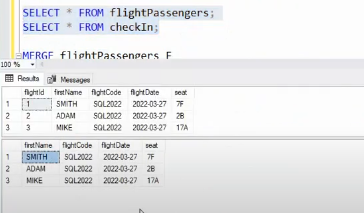 SELECT * FROM flightPassengers;
SELECT * FROM checkIn;
MERGE flightPassengers F
100 %
Results Messages
flightId firstName flightCode flightDate seat
1 1 SMITH SQL2022 2022-03-27 7F
2 2 ADAM SQL2022 2022-03-27 2B
3 3 MIKE SQL2022 2022-03-27 17A
firstName flightCode flightDate seat
1 SMITH SQL2022 2022-03-27 7F
2 ADAM SQL2022 2022-03-27 2B
3 MIKE SQL2022 2022-03-27 17A